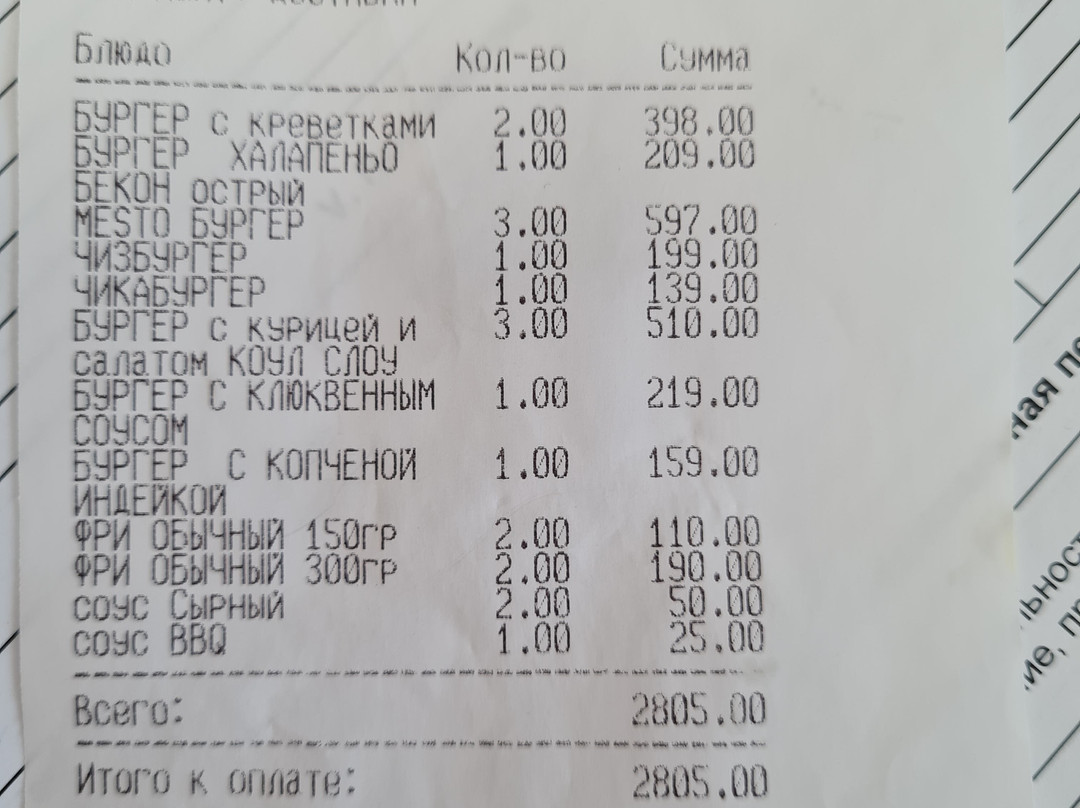 Блюдо Кол-во Сумма
БУРГЕР с креветками 2.00 398.00
БУРГЕР ХАЛАПЕНЬО 1.00 209.00
БЕКОН острый
MESTO БУРГЕР 3.00 597.00
ЧИЗБУРГЕР 1.00 199.00
ЧИКАБУРГЕР 1.00 139.00
БУРГЕР с курицей и 3.00 510.00
салатом КОУЛ СЛОУ
БУРГЕР С КЛЮКВЕННЫМ 1.00 219.00
СОУСОМ
БУРГЕР С КОПЧЕНОЙ 1.00 159.00
ИНДЕЙКОЙ
ФРИ ОБЫЧНЫЙ 150гр 2.00 110.00
ФРИ ОБЫЧНЫЙ 300гр 2.00 190.00
соус Сырный 2.00 50.00
соус BBQ 1.00 25.00
Всего: 2805.00
Итого к оплате: 2805.00